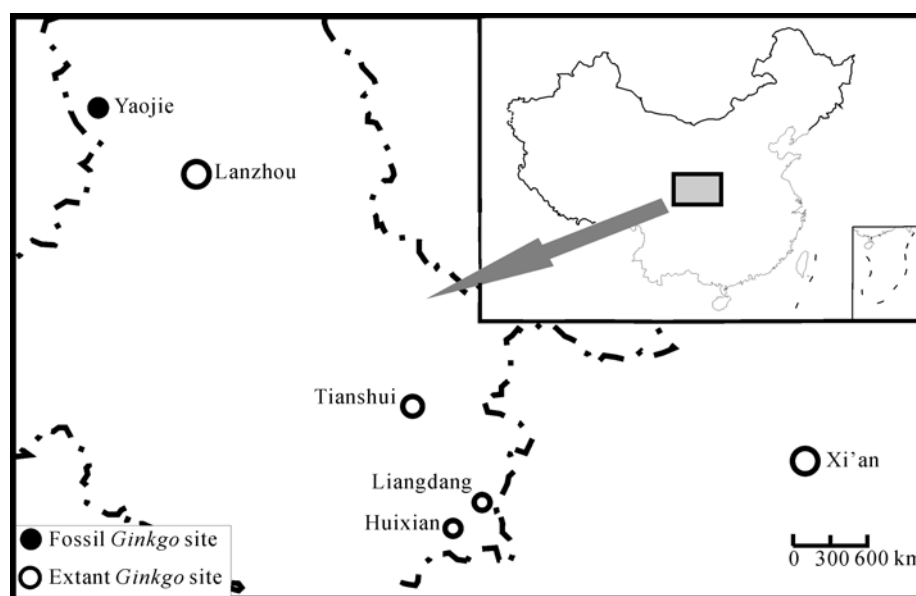 Yaojie
Lanzhou
Tianshui
Liangdang
Xi’an
Huixian
Fossil Ginkgo site
Extant Ginkgo site
0 300 600 km